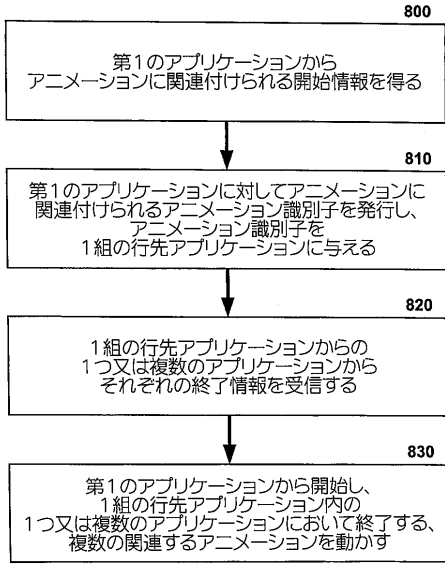 800
第１のアプリケーションから
アニメーションに関連付けられる開始情報を得る
810
第１のアプリケーションに対してアニメーションに
関連付けられるアニメーション識別子を発行し、
アニメーション識別子を
１組の行先アプリケーションに与える
820
１組の行先アプリケーションからの
１つ又は複数のアプリケーションから
それぞれの終了情報を受信する
830
第１のアプリケーションから開始し、
１組の行先アプリケーション内の
１つ又は複数のアプリケーションにおいて終了する、
複数の関連するアニメーションを動かす